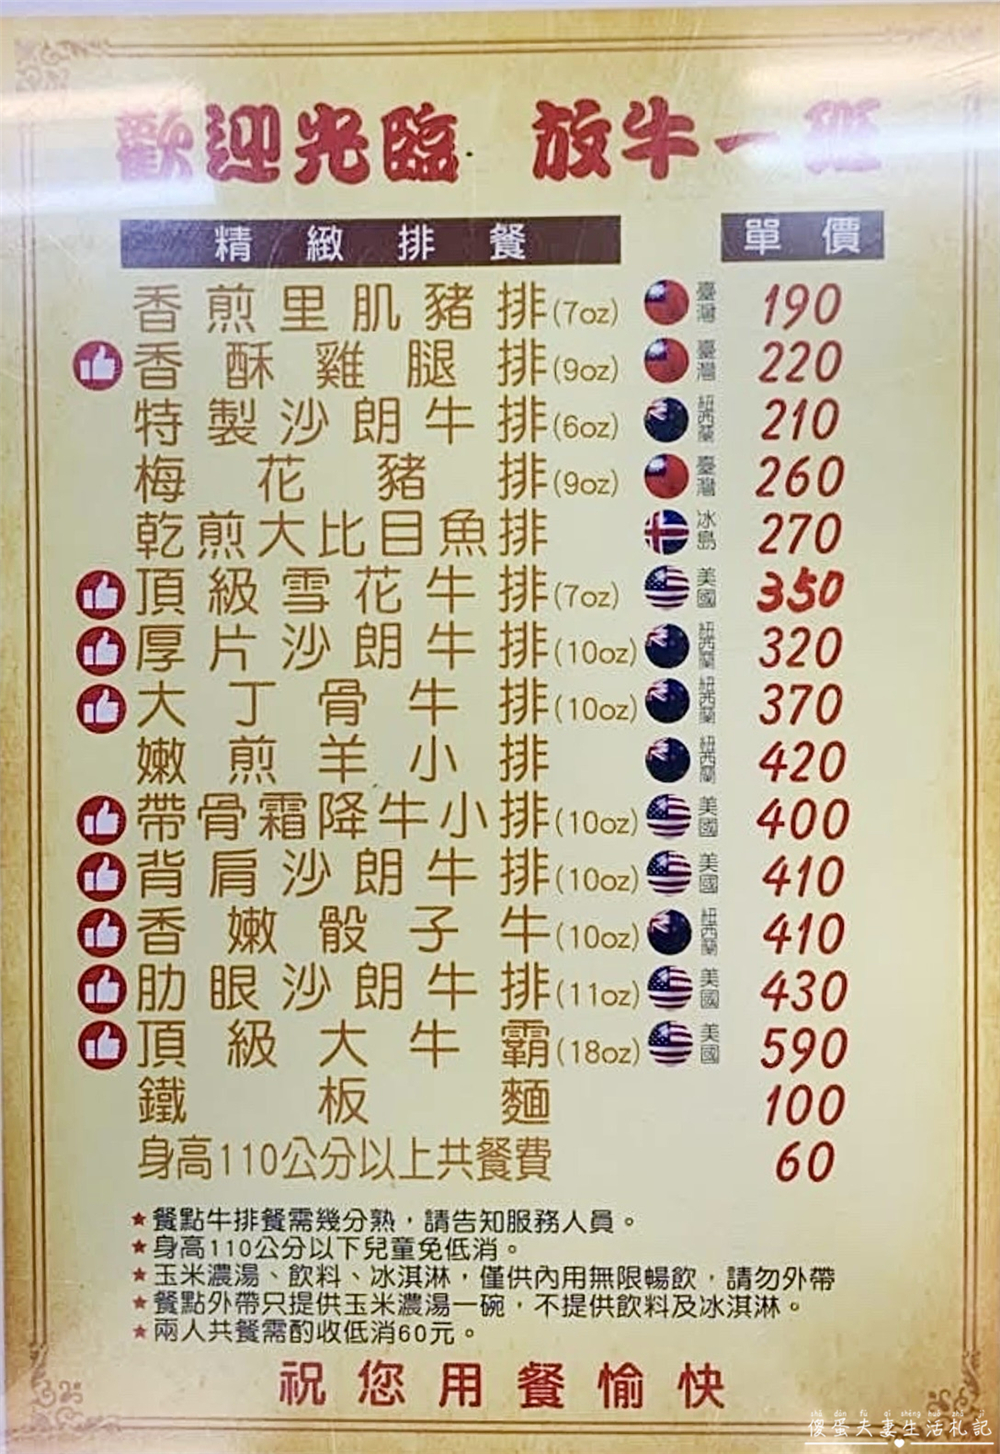 歡迎光臨 放牛一班
精緻排餐 單價
香煎里肌豬排(7oz) 臺灣 190
香酥雞腿排(9oz) 臺灣 220
特製沙朗牛排(6oz) 紐西蘭 210
梅花豬排(9oz) 臺灣 260
乾煎大比目魚排 冰島 270
頂級雪花牛排(7oz) 美國 350
厚片沙朗牛排(10oz) 紐西蘭 320
大丁骨牛排(10oz) 紐西蘭 370
嫩煎羊小排 紐西蘭 420
帶骨霜降牛小排(10oz) 美國 400
背肩沙朗牛排(10oz) 美國 410
香嫩骰子牛(10oz) 紐西蘭 410
肋眼沙朗牛排(11oz) 美國 430
頂級大牛霸(18oz) 美國 590
鐵板麵 100
身高110公分以上共餐費 60
★餐點牛排餐需幾分熟，請告知服務人員。
★身高110公分以下兒童免低消。
★玉米濃湯、飲料、冰淇淋，僅供內用無限暢飲，請勿外帶
★餐點外帶只提供玉米濃湯一碗，不提供飲料及冰淇淋。
★兩人共餐需酌收低消60元。
祝您用餐愉快
shǎ dàn fū qī shēng huó zhá jì
傻蛋夫妻生活札記